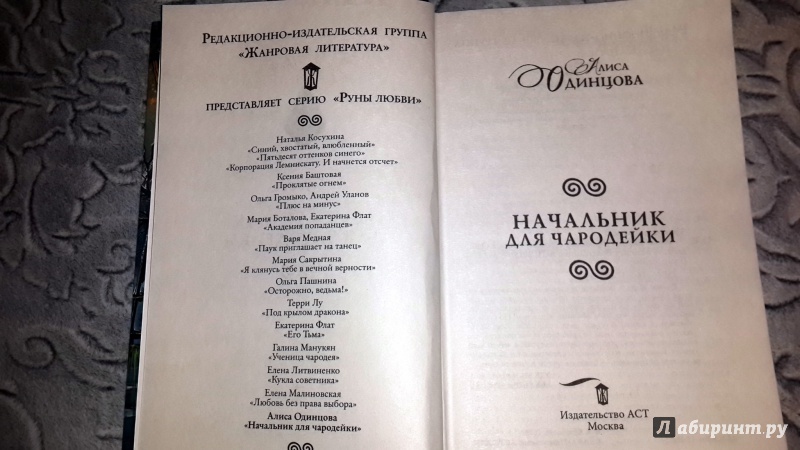 Редакционно-издательская группа
«Жанровая литература»
Ж
представляет серию «Руны любви»
Наталья Косухина
«Синий, хвостатый, влюбленный»
«Пятьдесят оттенков синего»
«Корпорация Лемнискату. И начнется отсчет»
Ксения Баштовая
«Проклятые огнем»
Ольга Громыко, Андрей Уланов
«Плюс на минус»
Мария Боталова, Екатерина Флат
«Академия попаданцев»
Варя Медная
«Паук приглашает на танец»
Мария Сакрытина
«Я клянусь тебе в вечной верности»
Ольга Пашнина
«Осторожно, ведьма!»
Терри Лу
«Под крылом дракона»
Екатерина Флат
«Его Тьма»
Галина Манукян
«Ученица чародея»
Елена Литвиненко
«Кукла советника»
Елена Малиновская
«Любовь без права выбора»
Алиса Одинцова
«Начальник для чародейки»
Алиса
Одинцова
НАЧАЛЬНИК
ДЛЯ ЧАРОДЕЙКИ
Издательство АСТ
Москва
Лабиринт.ру